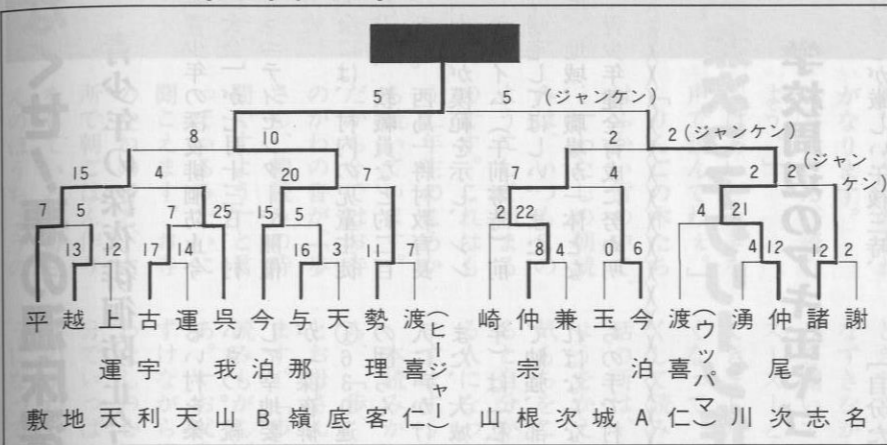 5 5 (ジャンケン)
8 10 2 2 (ジャンケン)
15 4 20 7 7 4 2 2 (ジャンケン)
7 5 7 25 15 5 2 22 4 21
13 12 17 14 16 3 11 7 8 4 0 6 4 12 12 2
平敷
越地
上運天
古宇利
運天
呉我山
今泊B
与那嶺
天底
勢理客
渡喜仁(ヒージャー)
崎山
仲宗根
兼次
玉城
今泊A
渡喜仁(ウッパマ)
湧川
仲尾次
諸志
謝名